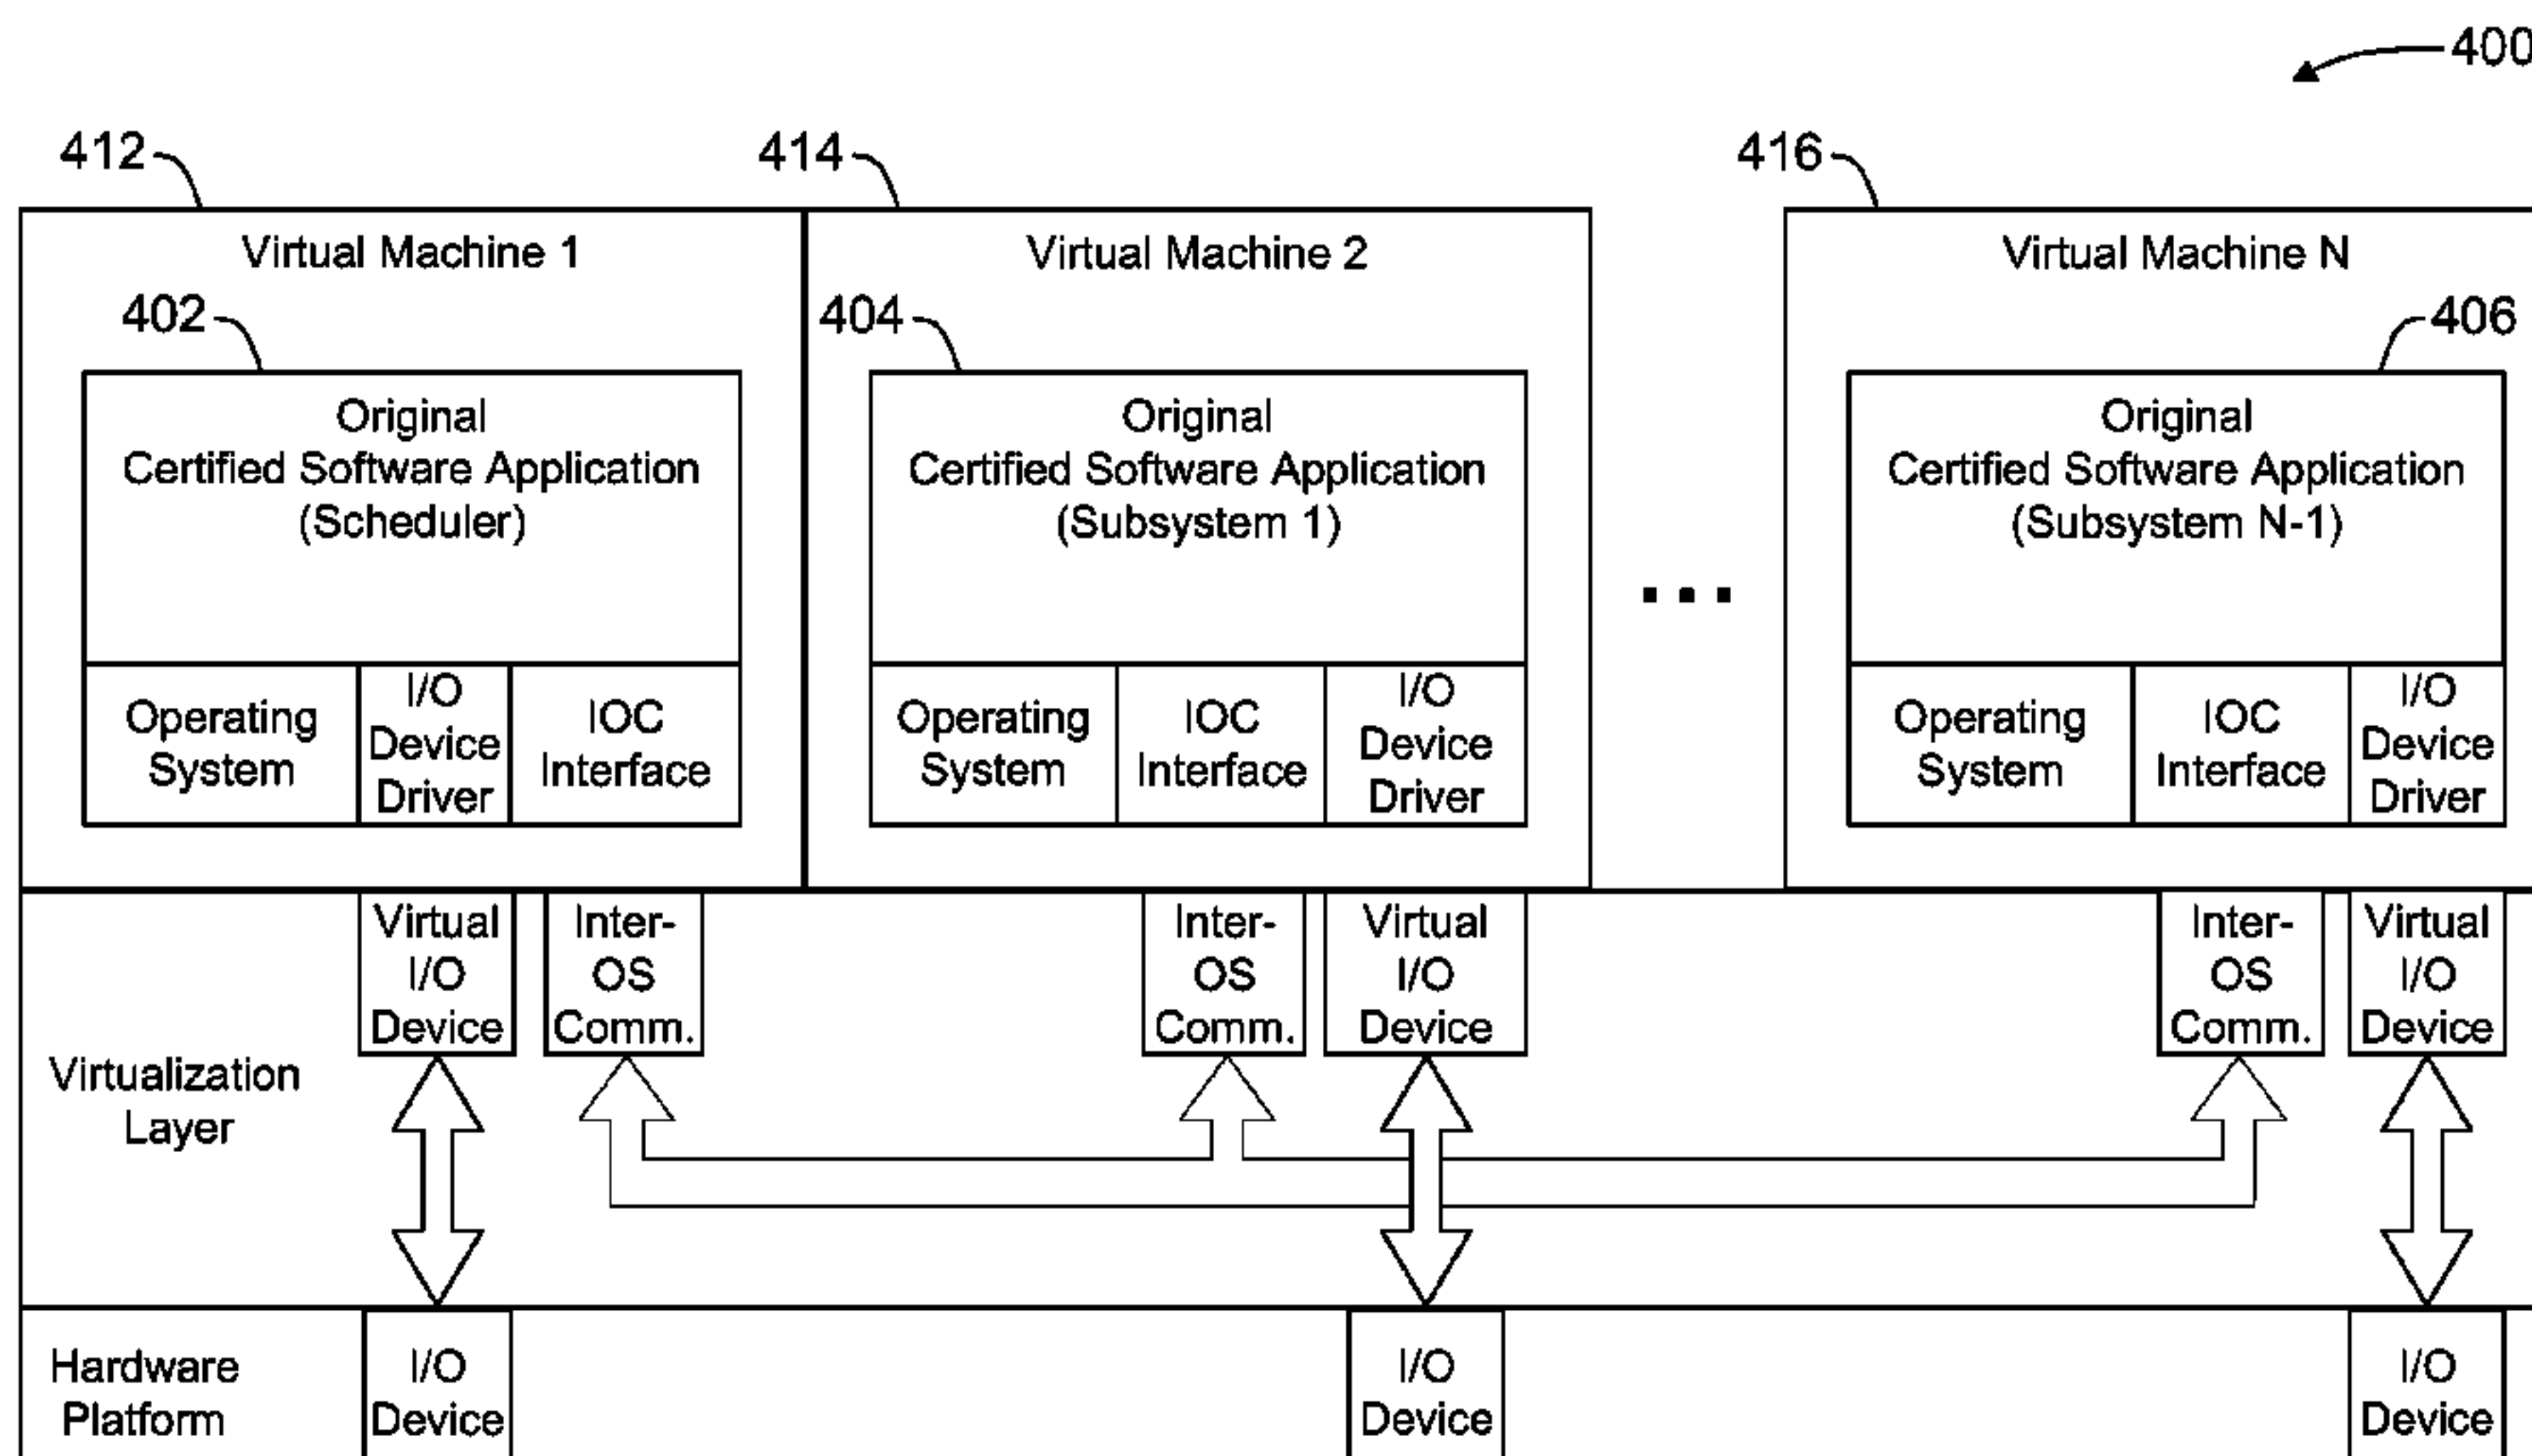 400
412
414
416
Virtual Machine 1
Virtual Machine 2
Virtual Machine N
402
404
406
Original
Certified Software Application
(Scheduler)
Original
Certified Software Application
(Subsystem 1)
Original
Certified Software Application
(Subsystem N-1)
...
Operating
System
I/O
Device
Driver
IOC
Interface
Operating
System
IOC
Interface
I/O
Device
Driver
Operating
System
IOC
Interface
I/O
Device
Driver
Virtual
I/O
Device
Inter-
OS
Comm.
Inter-
OS
Comm.
Virtual
I/O
Device
Inter-
OS
Comm.
Virtual
I/O
Device
Virtualization
Layer
Hardware
Platform
I/O
Device
I/O
Device
I/O
Device